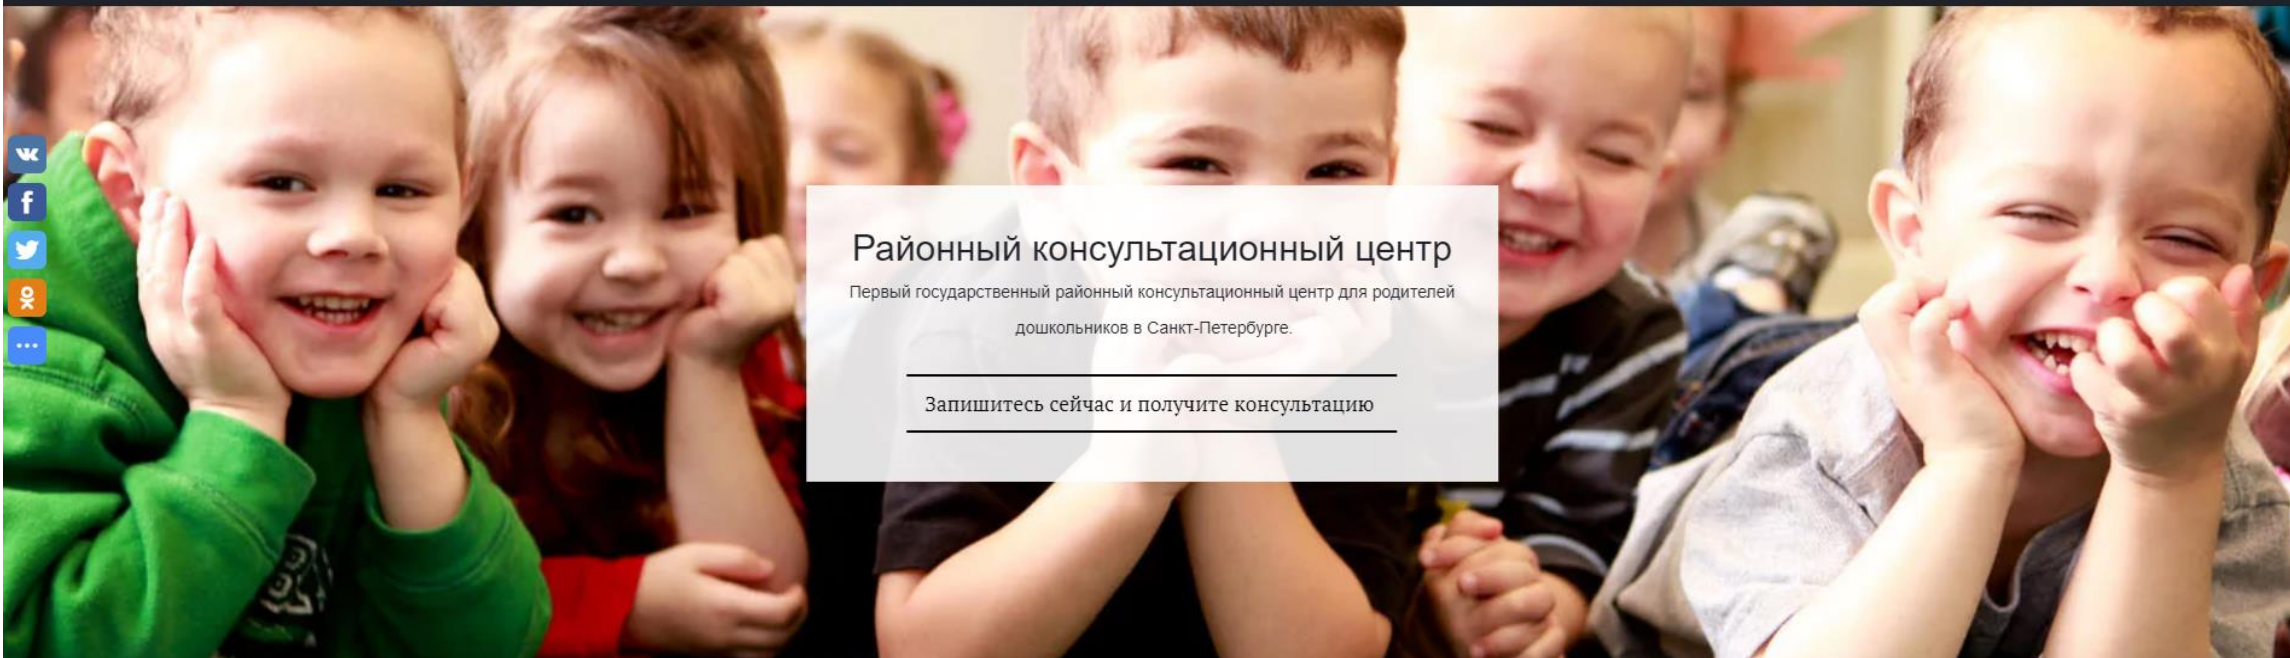 Районный консультационный центр
Первый государственный районный консультационный центр для родителей
дошкольников в Санкт-Петербурге.
Запишитесь сейчас и получите консультацию